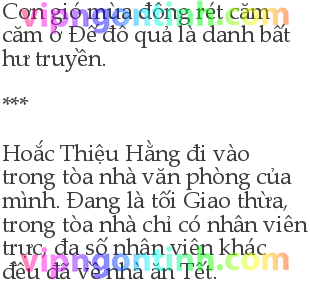 Cơn gió mùa đông rét căm
căm ở Đế đô quả là danh bất
hư truyền.
***
Hoắc Thiệu Hằng đi vào
trong tòa nhà văn phòng của
mình. Đang là tối Giao thừa,
trong tòa nhà chỉ có nhân viên
trực, đa số nhân viên khác
đều đã về nhà ăn Tết.
vipngontinh.com
vipngontinh.com